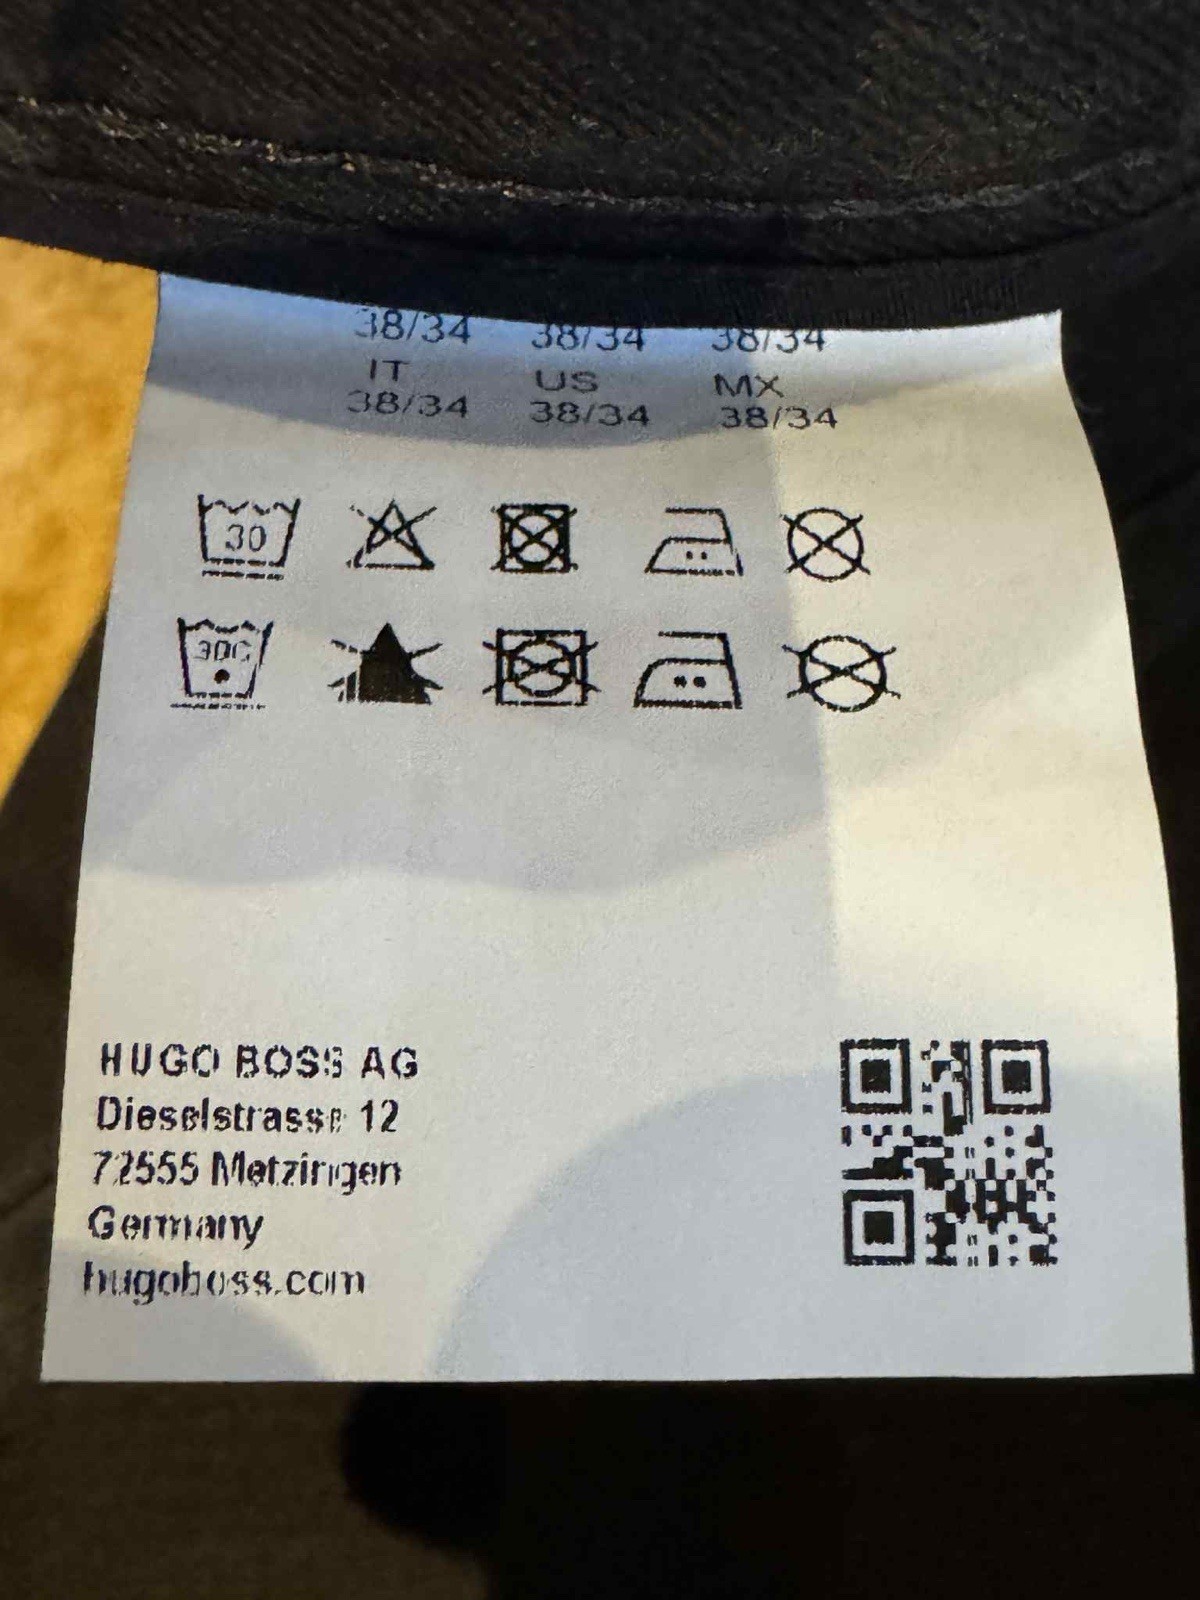 38/34 38/34 38/34
IT US MX
38/34 38/34 38/34
30
30C
HUGO BOSS AG
Dieselstrasse 12
72555 Metzingen
Germany
hugoboss.com